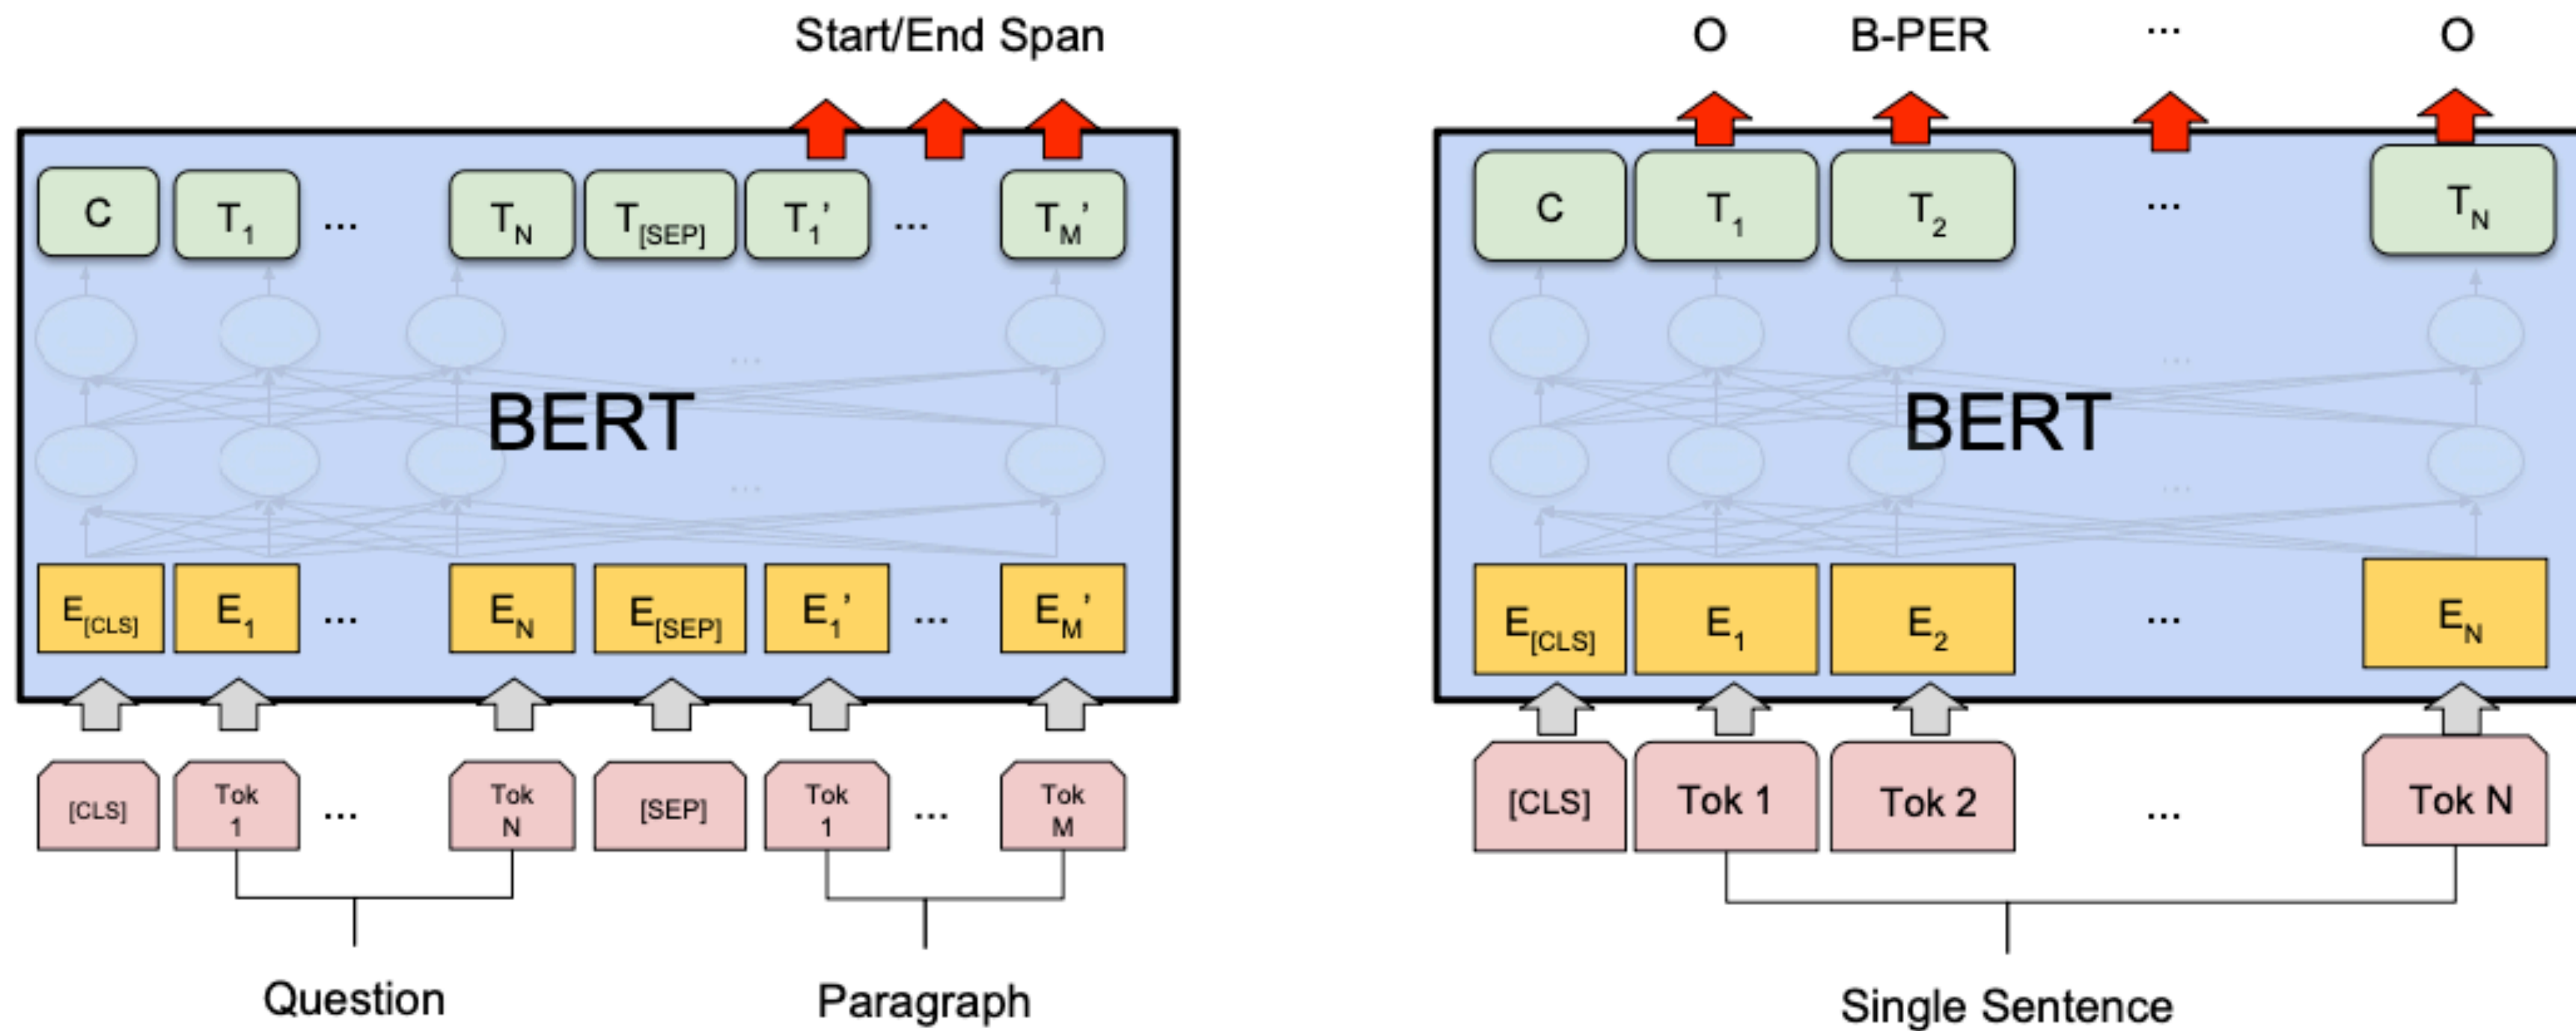 Start/End Span
C T1 ... TN T[SEP] T1’ ... TM’
...
BERT
...
E[CLS] E1 ... EN E[SEP] E1’ ... EM’
[CLS] Tok 1 ... Tok N [SEP] Tok 1 ... Tok M
Question Paragraph
O B-PER ... O
C T1 T2 ... TN
...
BERT
...
E[CLS] E1 E2 ... EN
[CLS] Tok 1 Tok 2 ... Tok N
Single Sentence